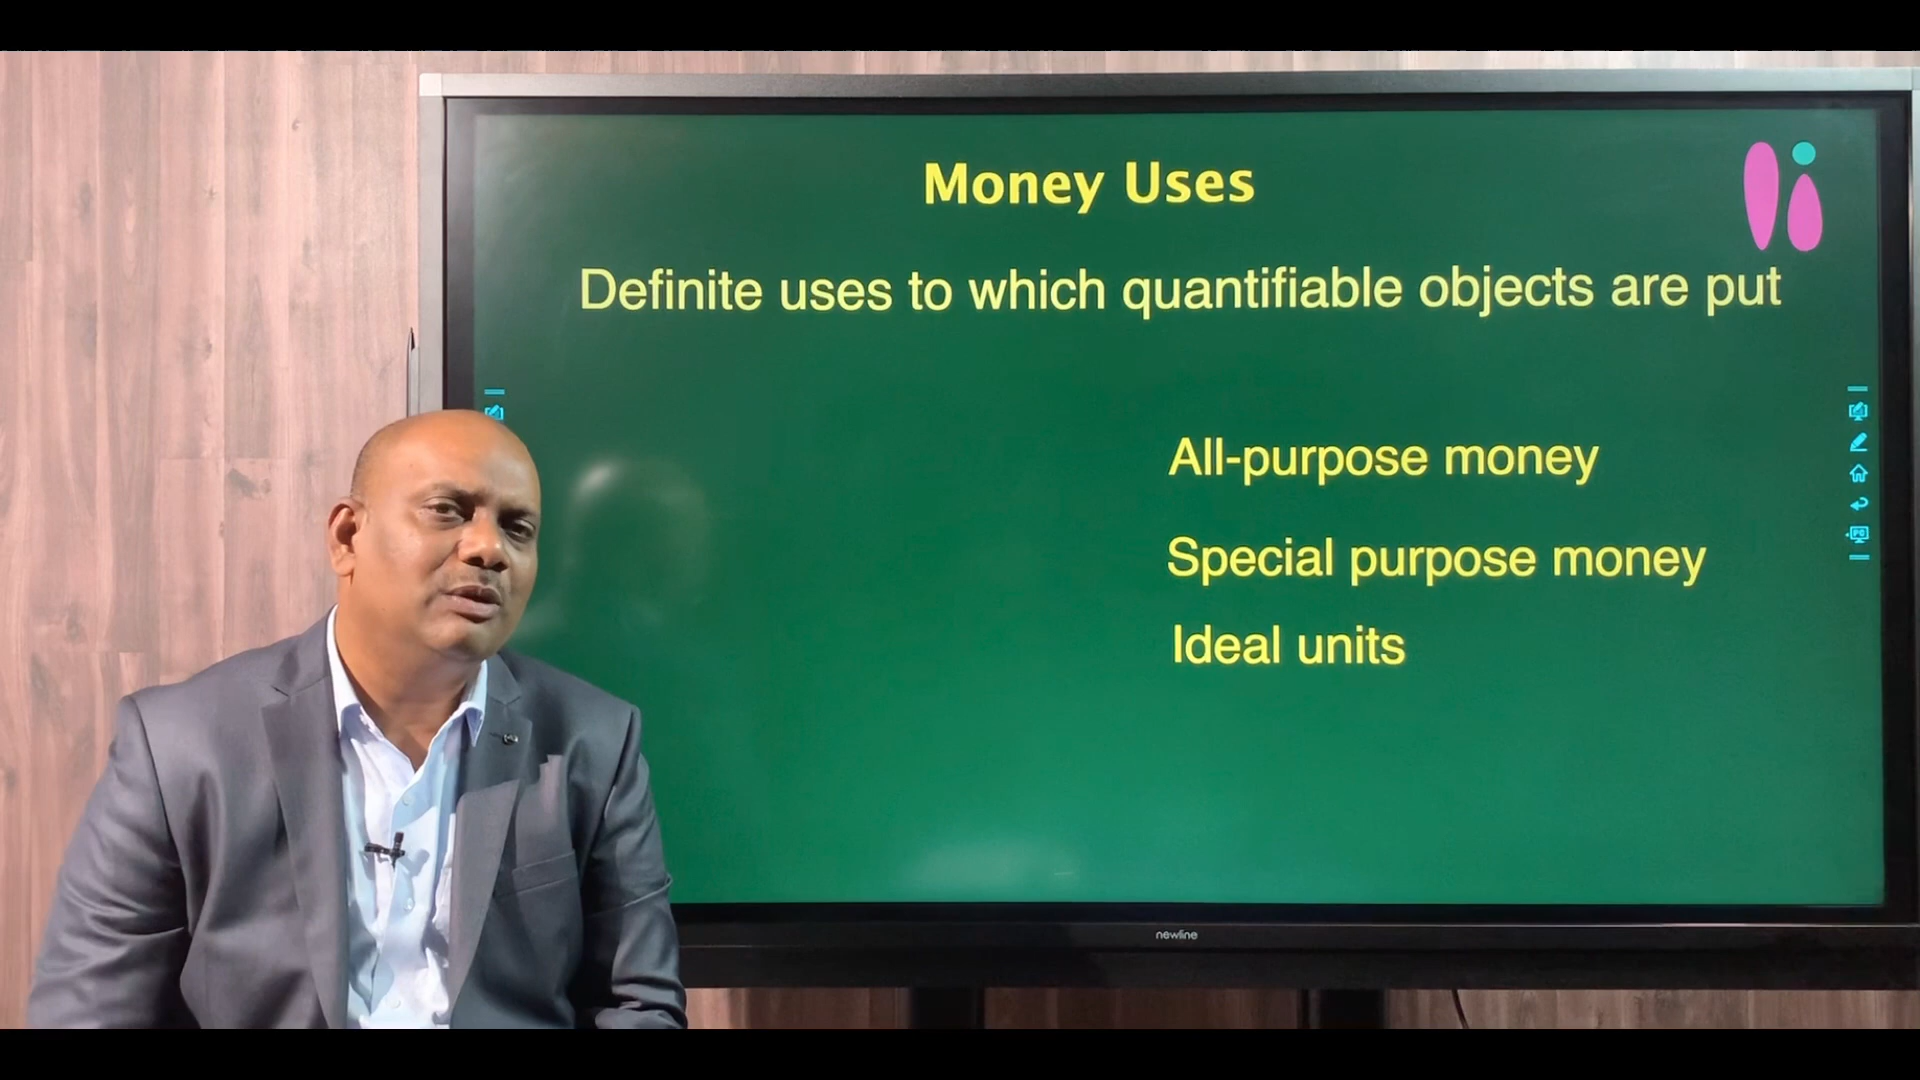 Money Uses
Definite uses to which quantifiable objects are put
All-purpose money
Special purpose money
Ideal units
newline